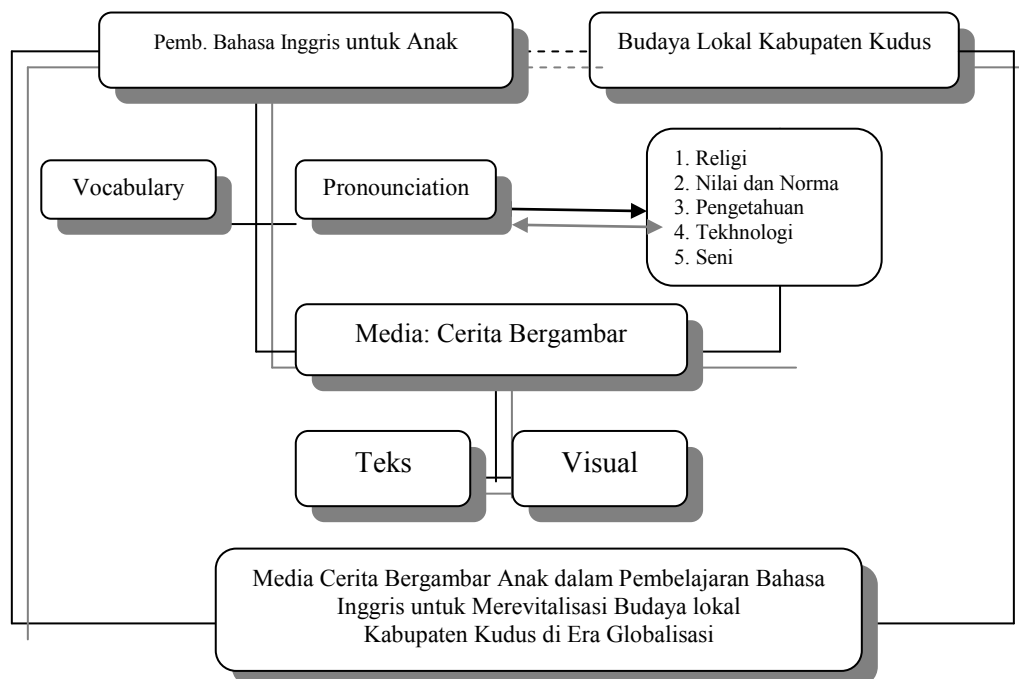 Pemb. Bahasa Inggris untuk Anak
Budaya Lokal Kabupaten Kudus
Vocabulary
Pronounciation
1. Religi
2. Nilai dan Norma
3. Pengetahuan
4. Tekhnologi
5. Seni
Media: Cerita Bergambar
Teks
Visual
Media Cerita Bergambar Anak dalam Pembelajaran Bahasa
Inggris untuk Merevitalisasi Budaya lokal
Kabupaten Kudus di Era Globalisasi